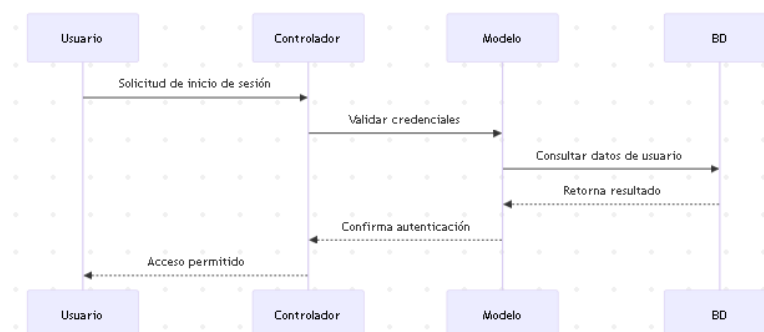 Usuario
Controlador
Modelo
BD
Solicitud de inicio de sesión
Validar credenciales
Consultar datos de usuario
Retorna resultado
Confirma autenticación
Acceso permitido
Usuario
Controlador
Modelo
BD